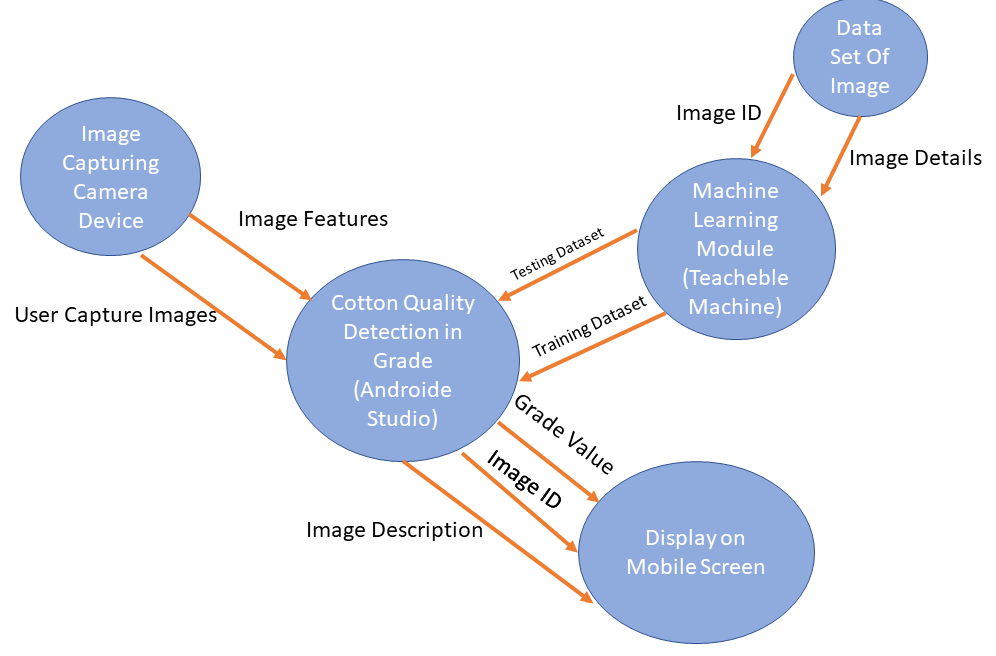 Data
Set Of
Image
Image ID
Image Details
Image
Capturing
Camera
Device
Machine
Learning
Module
(Teacheble
Machine)
Image Features
Testing Dataset
User Capture Images
Cotton Quality
Detection in
Grade
(Androide
Studio)
Training Dataset
Grade Value
Image ID
Image Description
Display on
Mobile Screen